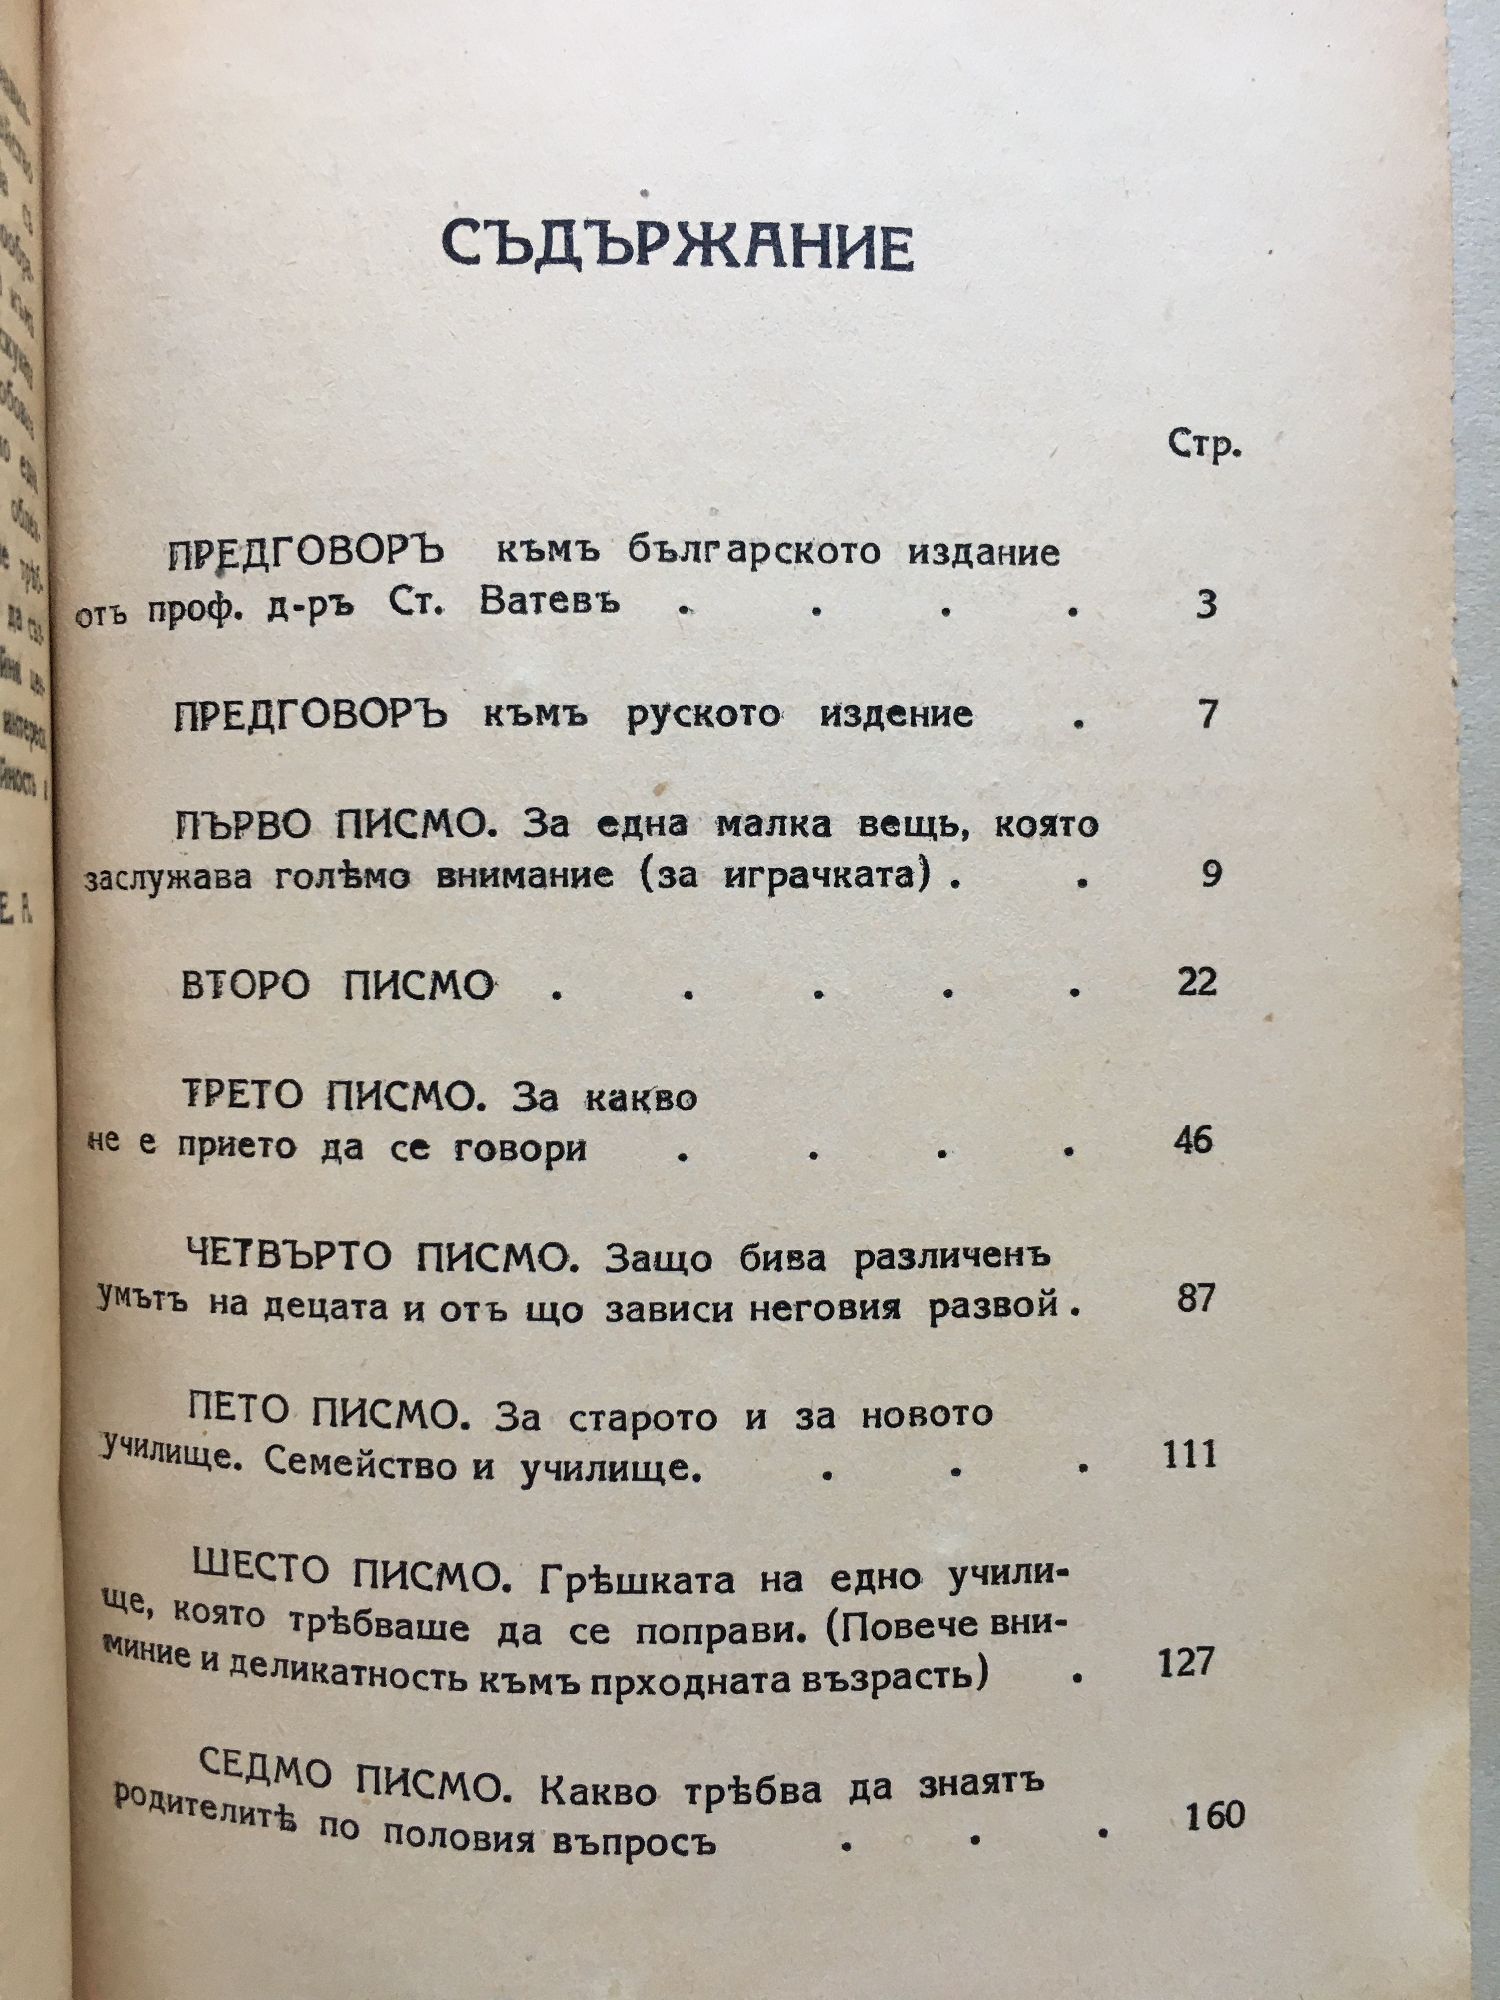 СЪДЪРЖАНИЕ
Стр.
ПРЕДГОВОРЪ къмъ българското издание
отъ проф. д-ръ Ст. Ватевъ . . . . 3
ПРЕДГОВОРЪ къмъ руското издение . 7
ПЪРВО ПИСМО. За една малка вещь, която
заслужава голѣмо внимание (за играчката) . . 9
ВТОРО ПИСМО . . . . . 22
ТРЕТО ПИСМО. За какво
не е прието да се говори . . . . 46
ЧЕТВЪРТО ПИСМО. Защо бива различенъ
умътъ на децата и отъ що зависи неговия развой . 87
ПЕТО ПИСМО. За старото и за новото
училище. Семейство и училище. . . . 111
ШЕСТО ПИСМО. Грѣшката на едно учили-
ще, която трѣбваше да се поправи. (Повече вни-
миние и деликатность къмъ прходната възрасть) . 127
СЕДМО ПИСМО. Какво трѣбва да знаятъ
родителитѣ по половия въпросъ . . . 160